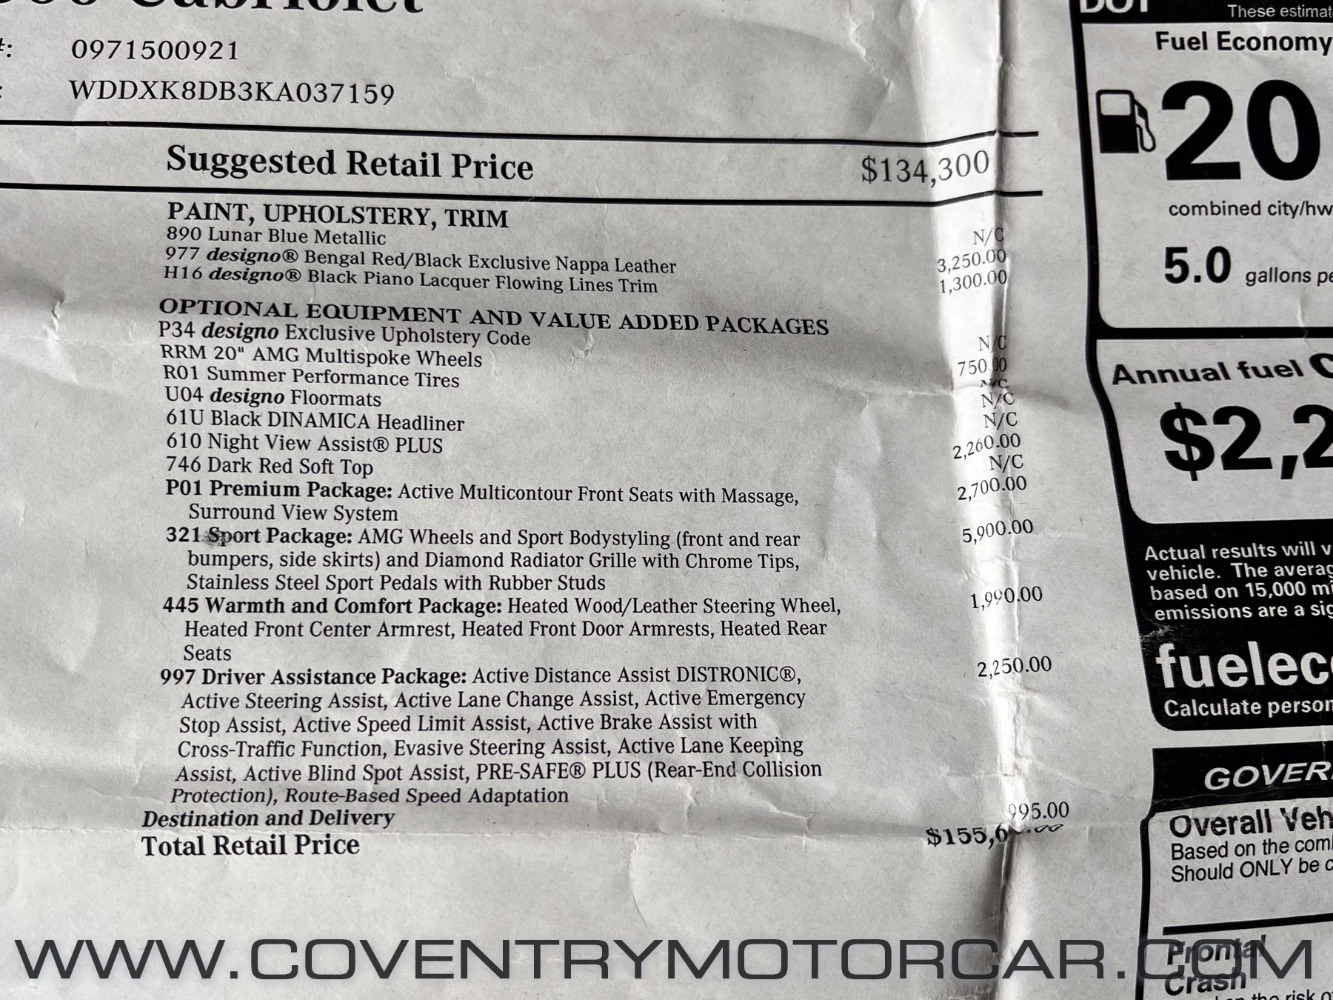 Cabriolet
#: 0971500921
: WDDXK8DB3KA037159
Suggested Retail Price $134,300
PAINT, UPHOLSTERY, TRIM
890 Lunar Blue Metallic N/C
977 designo® Bengal Red/Black Exclusive Nappa Leather 3,250.00
H16 designo® Black Piano Lacquer Flowing Lines Trim 1,300.00
OPTIONAL EQUIPMENT AND VALUE ADDED PACKAGES
P34 designo Exclusive Upholstery Code N/C
RRM 20" AMG Multispoke Wheels 750.00
R01 Summer Performance Tires N/C
U04 designo Floormats N/C
61U Black DINAMICA Headliner N/C
610 Night View Assist® PLUS 2,260.00
746 Dark Red Soft Top N/C
P01 Premium Package: Active Multicontour Front Seats with Massage, 2,700.00
Surround View System
321 Sport Package: AMG Wheels and Sport Bodystyling (front and rear 5,900.00
bumpers, side skirts) and Diamond Radiator Grille with Chrome Tips,
Stainless Steel Sport Pedals with Rubber Studs
445 Warmth and Comfort Package: Heated Wood/Leather Steering Wheel, 1,990.00
Heated Front Center Armrest, Heated Front Door Armrests, Heated Rear
Seats
997 Driver Assistance Package: Active Distance Assist DISTRONIC®, 2,250.00
Active Steering Assist, Active Lane Change Assist, Active Emergency
Stop Assist, Active Speed Limit Assist, Active Brake Assist with
Cross-Traffic Function, Evasive Steering Assist, Active Lane Keeping
Assist, Active Blind Spot Assist, PRE-SAFE® PLUS (Rear-End Collision
Protection), Route-Based Speed Adaptation
Destination and Delivery 995.00
Total Retail Price $155,6
DOT
These estimat
Fuel Economy
20
combined city/hw
5.0 gallons pe
Annual fuel C
$2,2
Actual results will v
vehicle. The averag
based on 15,000 mi
emissions are a sig
fuelec
Calculate person
GOVER
Overall Veh
Based on the com
Should ONLY be c
Frontal
Crash
the risk o
WWW.COVENTRYMOTORCAR.COM